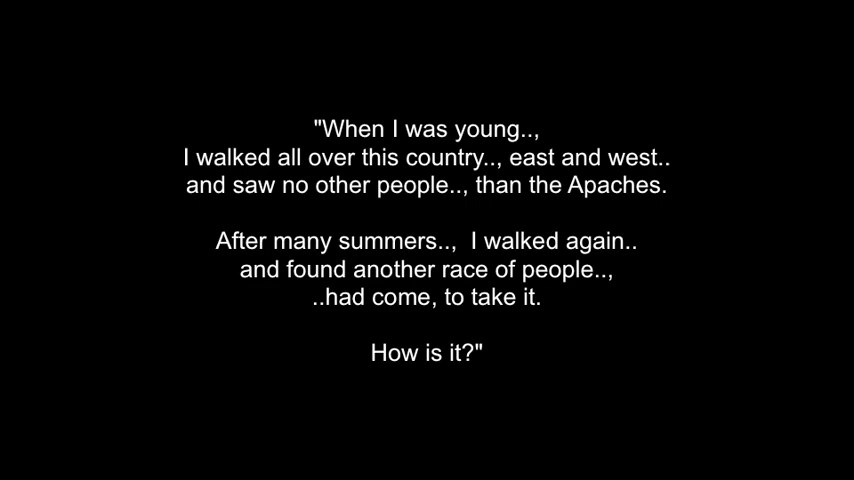 "When I was young..,
I walked all over this country.., east and west..
and saw no other people.., than the Apaches.
After many summers..,  I walked again..
and found another race of people..,
..had come, to take it.
How is it?"